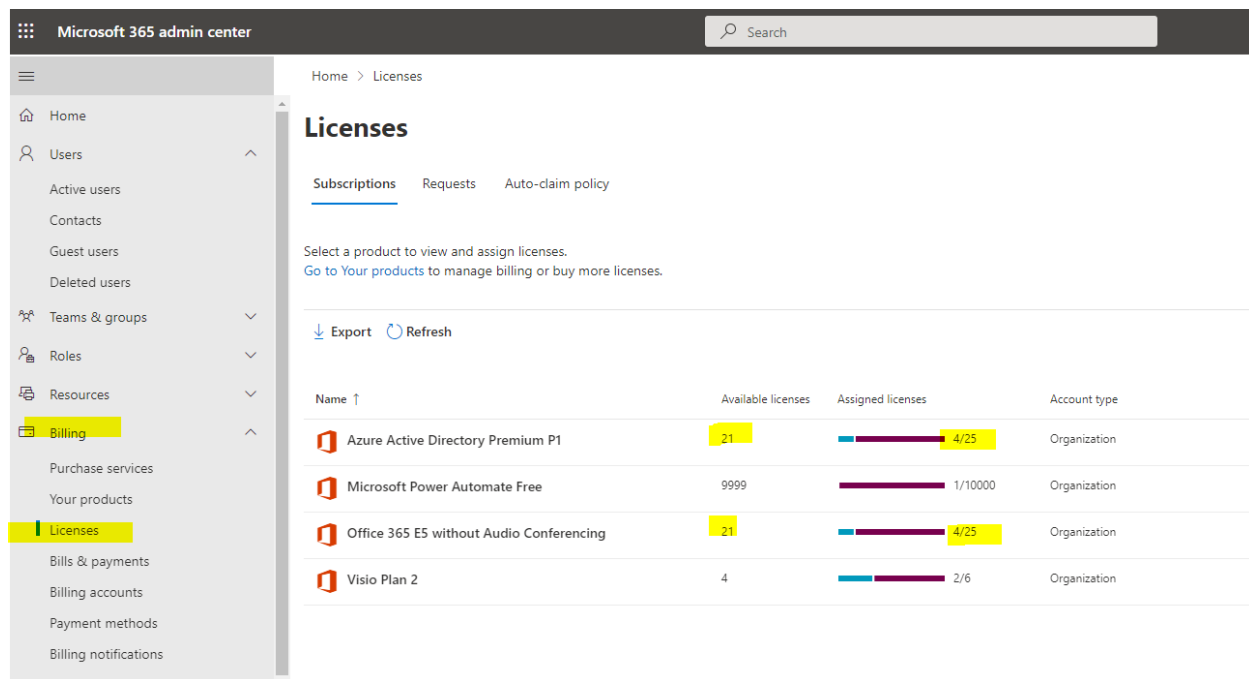 Microsoft 365 admin center
Search
Home > Licenses
Home
Users
Active users
Contacts
Guest users
Deleted users
Teams & groups
Roles
Resources
Billing
Purchase services
Your products
Licenses
Bills & payments
Billing accounts
Payment methods
Billing notifications
Licenses
Subscriptions Requests Auto-claim policy
Select a product to view and assign licenses.
Go to Your products to manage billing or buy more licenses.
Export Refresh
Name ↑ Available licenses Assigned licenses Account type
Azure Active Directory Premium P1 21 4/25 Organization
Microsoft Power Automate Free 9999 1/10000 Organization
Office 365 E5 without Audio Conferencing 21 4/25 Organization
Visio Plan 2 4 2/6 Organization